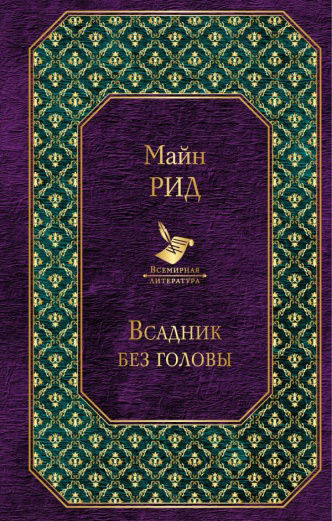 Майн
РИД
Всемирная
литература
Всадник
без головы